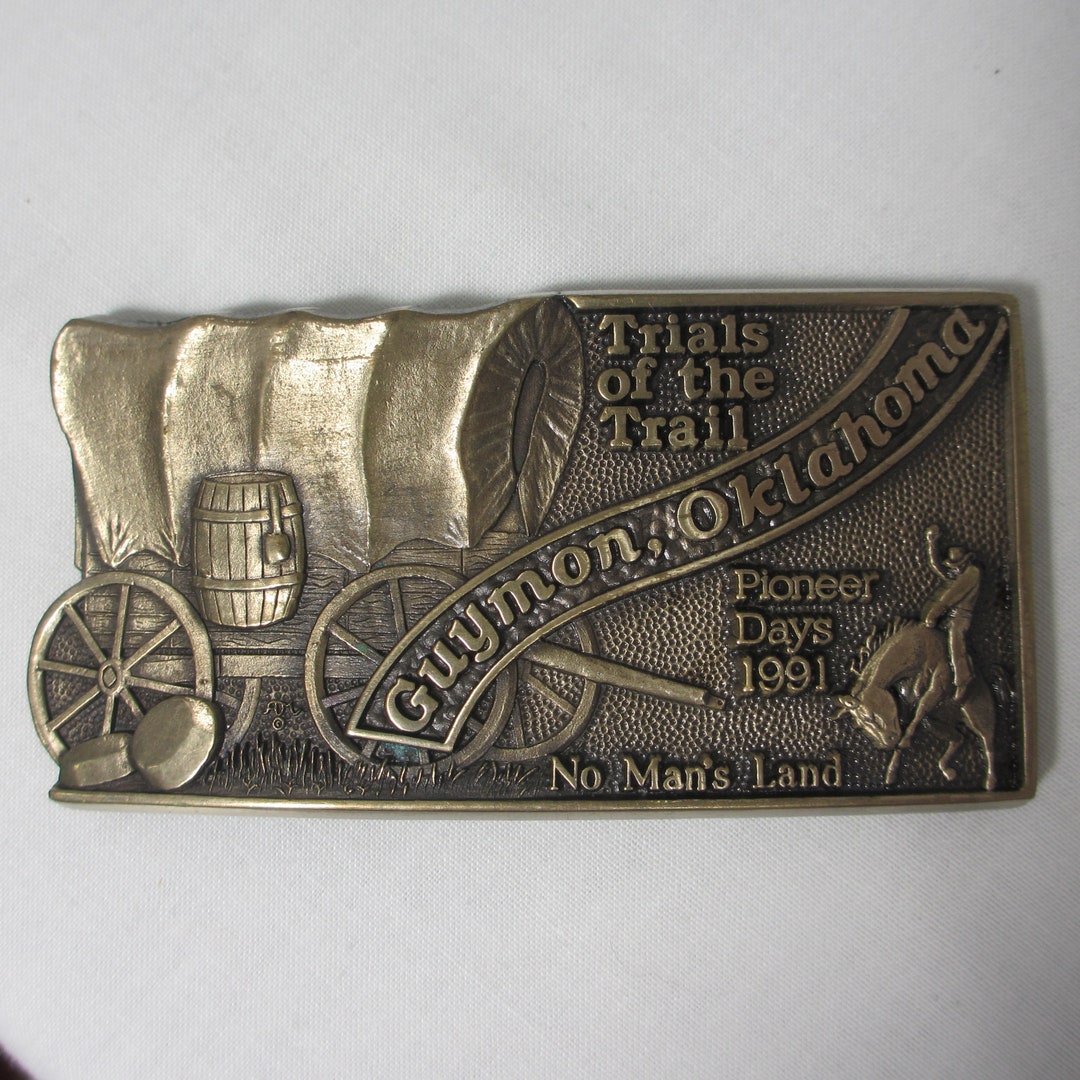 Trials
of the
Trail
Guymon, Oklahoma
Pioneer
Days
1991
No Man's Land
©